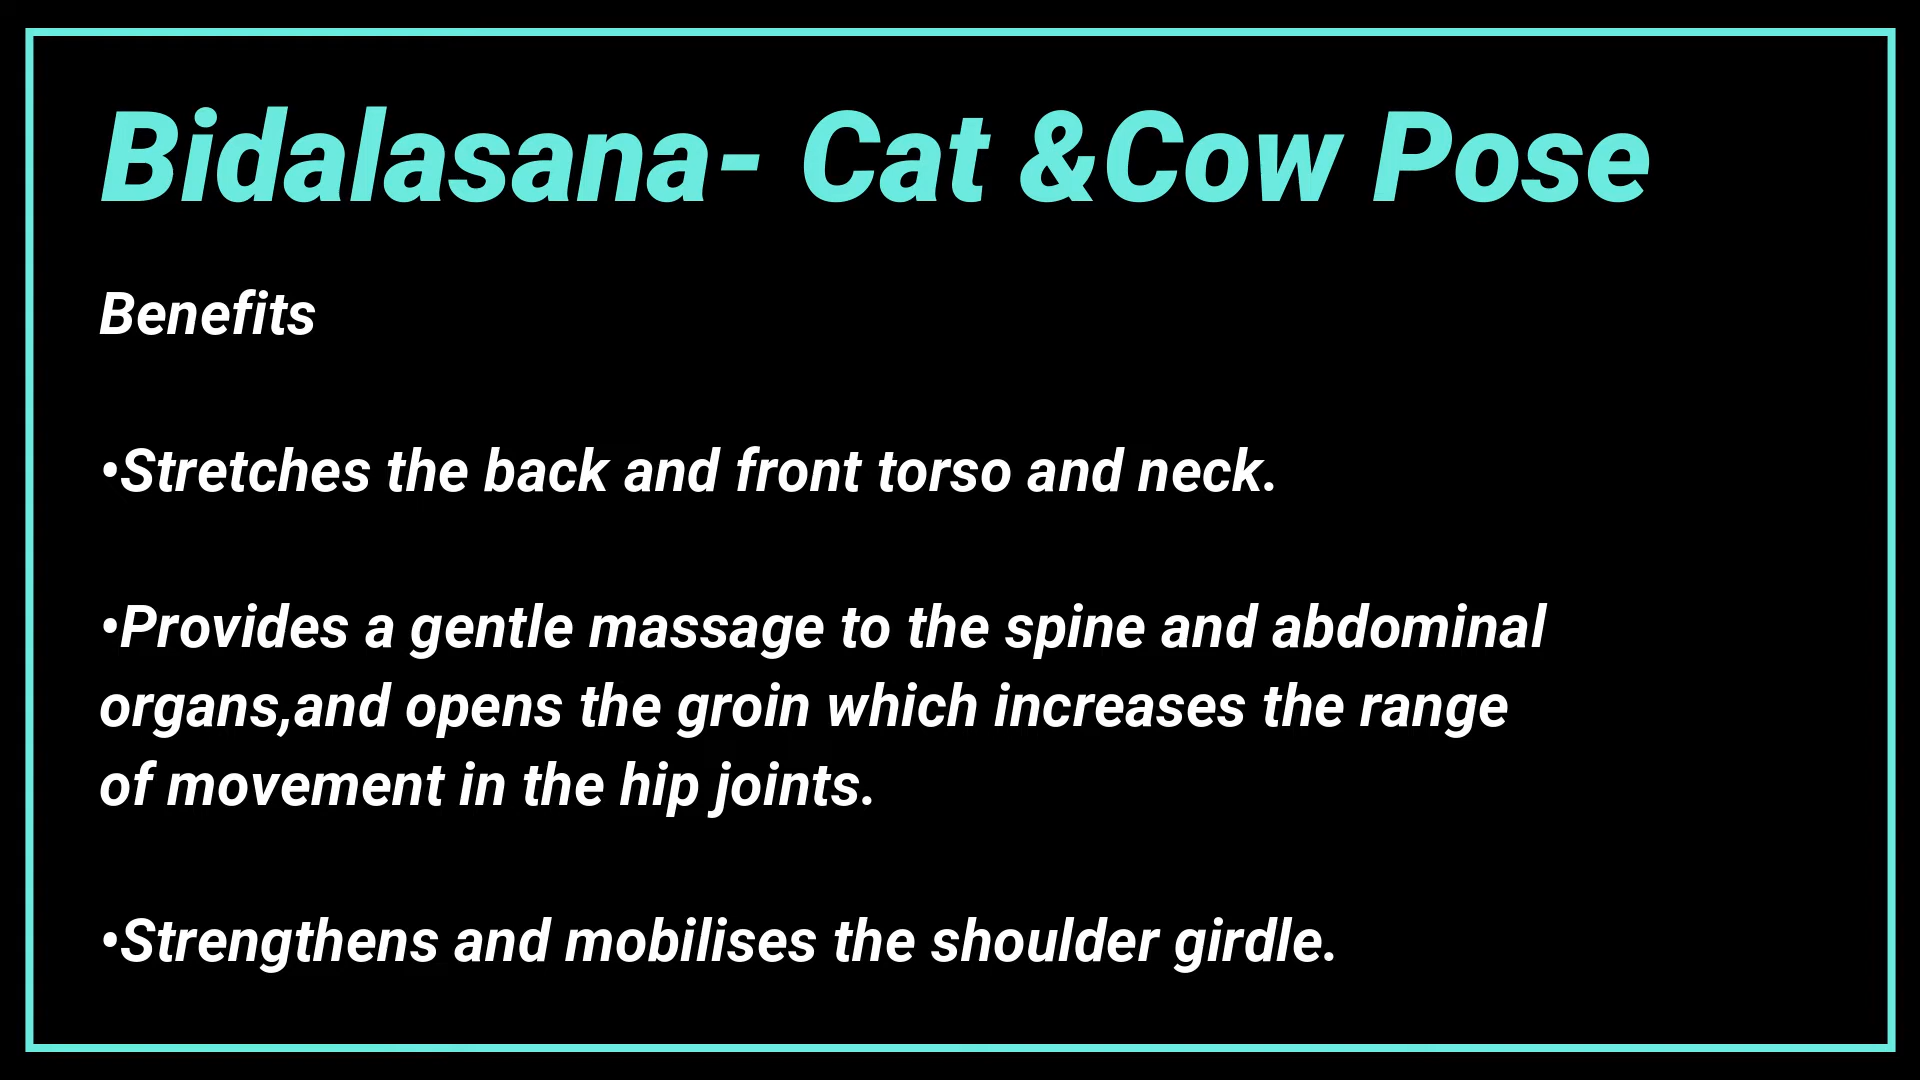 Bidalasana- Cat &Cow Pose
Benefits
•Stretches the back and front torso and neck.
•Provides a gentle massage to the spine and abdominal
organs,and opens the groin which increases the range
of movement in the hip joints.
•Strengthens and mobilises the shoulder girdle.